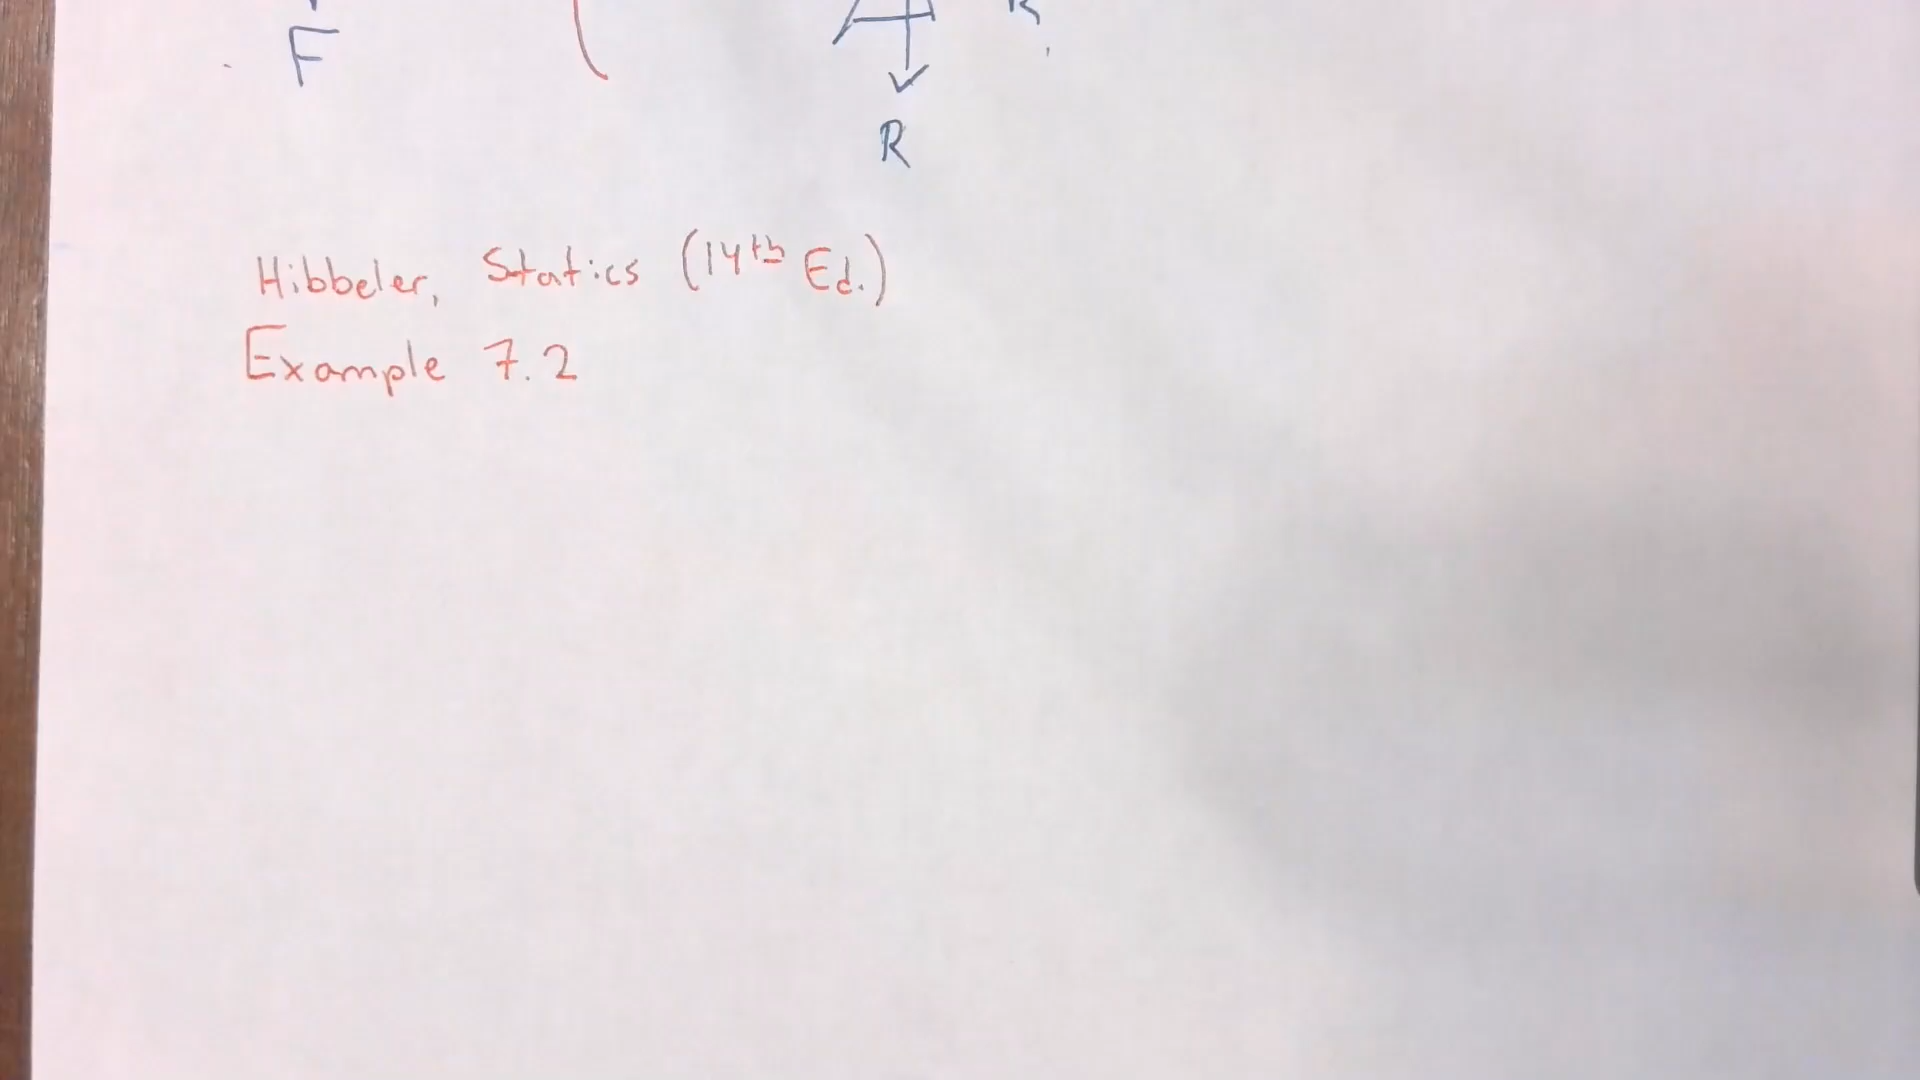 F
R
Hibbeler, Statics (14th Ed.)
Example 7.2